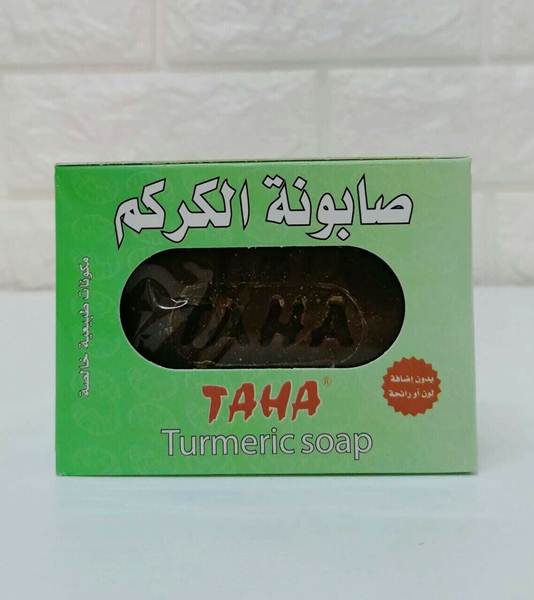 صابونة الكركم
مكونات طبيعية خالصة
TAHA
بدون إضافة
لون أو رائحة
TAHA®
Turmeric soap